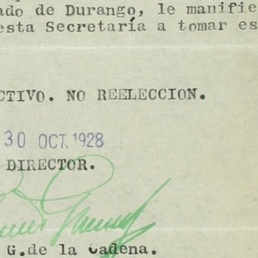 ado de Durango, le manifie
esta Secretaría a tomar es
CTIVO. NO REELECCION.
30 OCT. 1928
DIRECTOR.
G.de la Cadena.